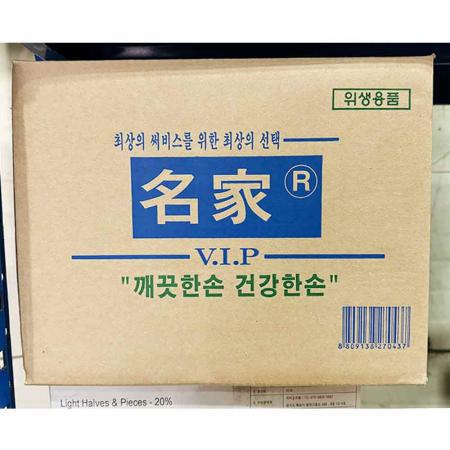 위생용품
최상의 써비스를 위한 최상의 선택
名家 ®
V.I.P
"깨끗한손 건강한손"
8 809138 270437
Light Halves & Pieces - 20%